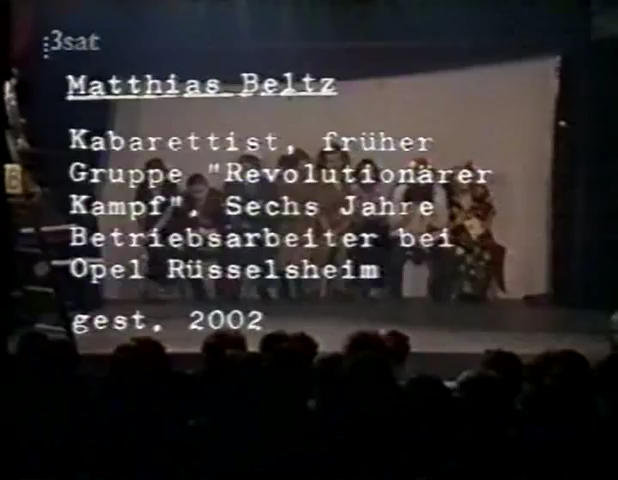 3sat
Matthias Beltz
Kabarettist, früher
Gruppe "Revolutionärer
Kampf". Sechs Jahre
Betriebsarbeiter bei
Opel Rüsselsheim
gest. 2002